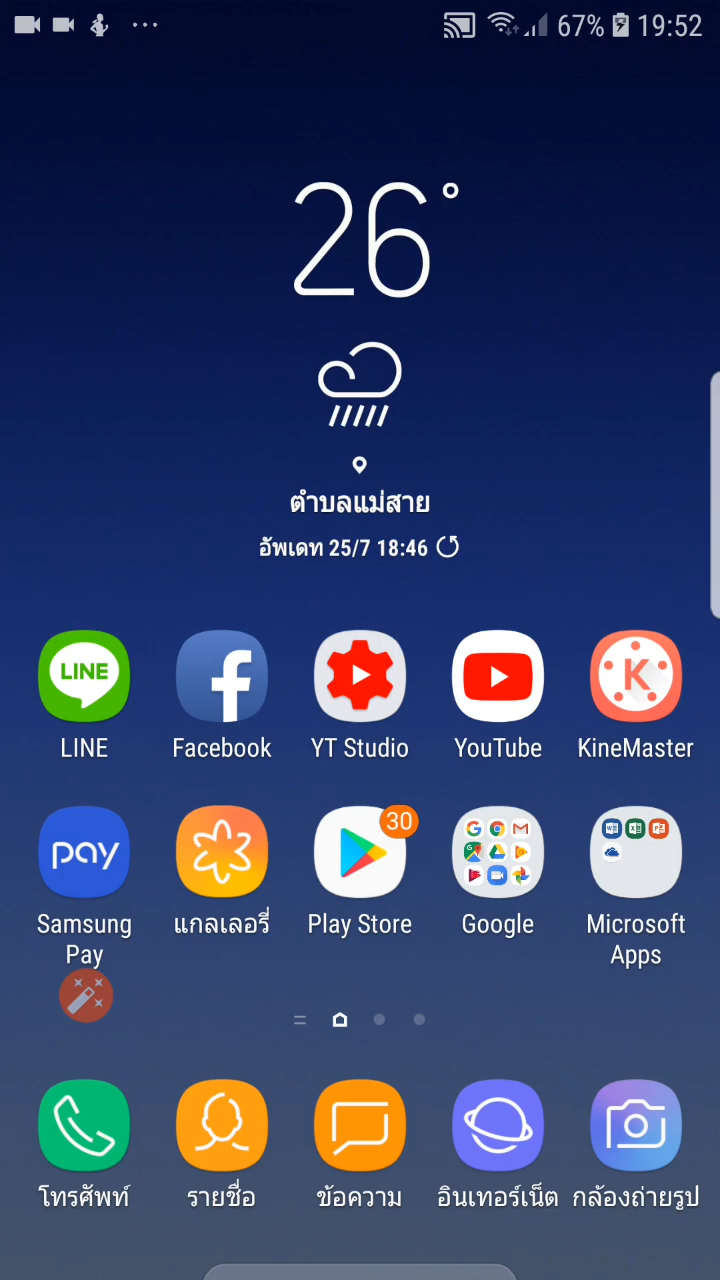 67% 19:52
26°
ตำบลแม่สาย
อัพเดท 25/7 18:46
LINE
LINE Facebook YT Studio YouTube KineMaster
K
pay
30
Samsung Pay แกลเลอรี่ Play Store Google Microsoft Apps
โทรศัพท์ รายชื่อ ข้อความ อินเทอร์เน็ต กล้องถ่ายรูป